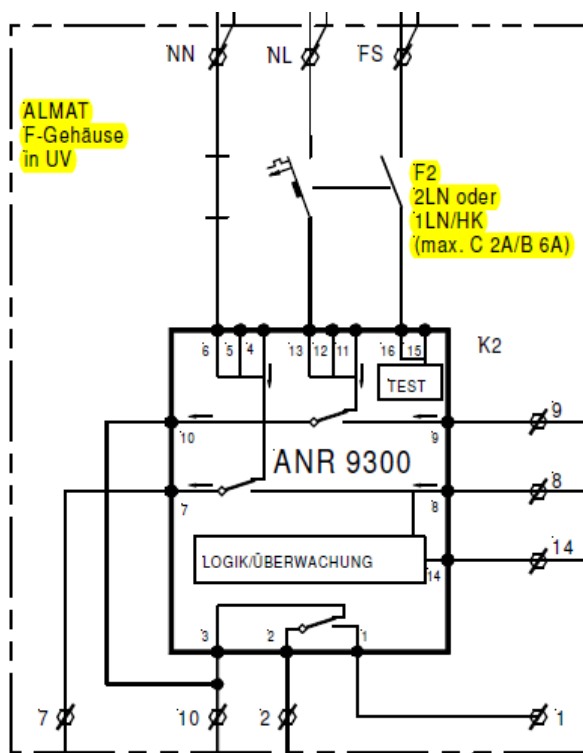 NN NL FS
ALMAT
F-Gehäuse
in UV
F2
2LN oder
1LN/HK
(max. C 2A/B 6A)
6 5 4 13 12 11 16 15
K2
TEST
10 9 9
ANR 9300
7 8 8
LOGIK/ÜBERWACHUNG
14 14
3 2 1
7 10 2 1